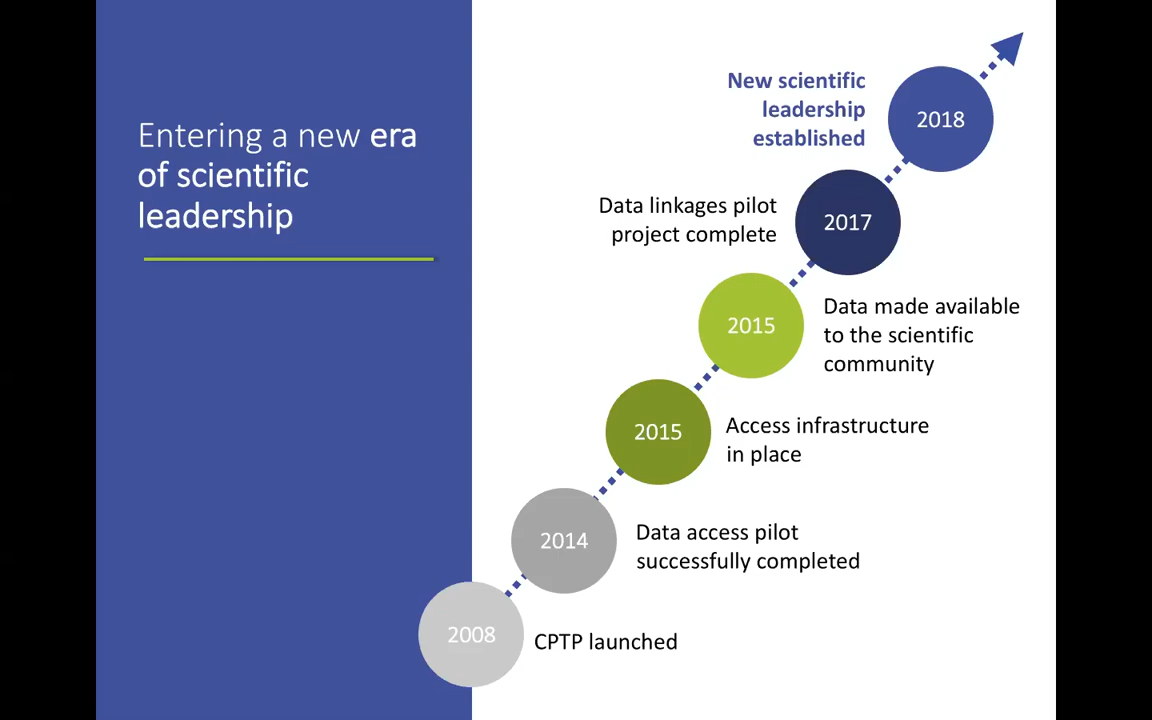 Entering a new era
of scientific
leadership
New scientific
leadership
established
2018
Data linkages pilot
project complete
2017
2015
Data made available
to the scientific
community
2015
Access infrastructure
in place
2014
Data access pilot
successfully completed
2008
CPTP launched